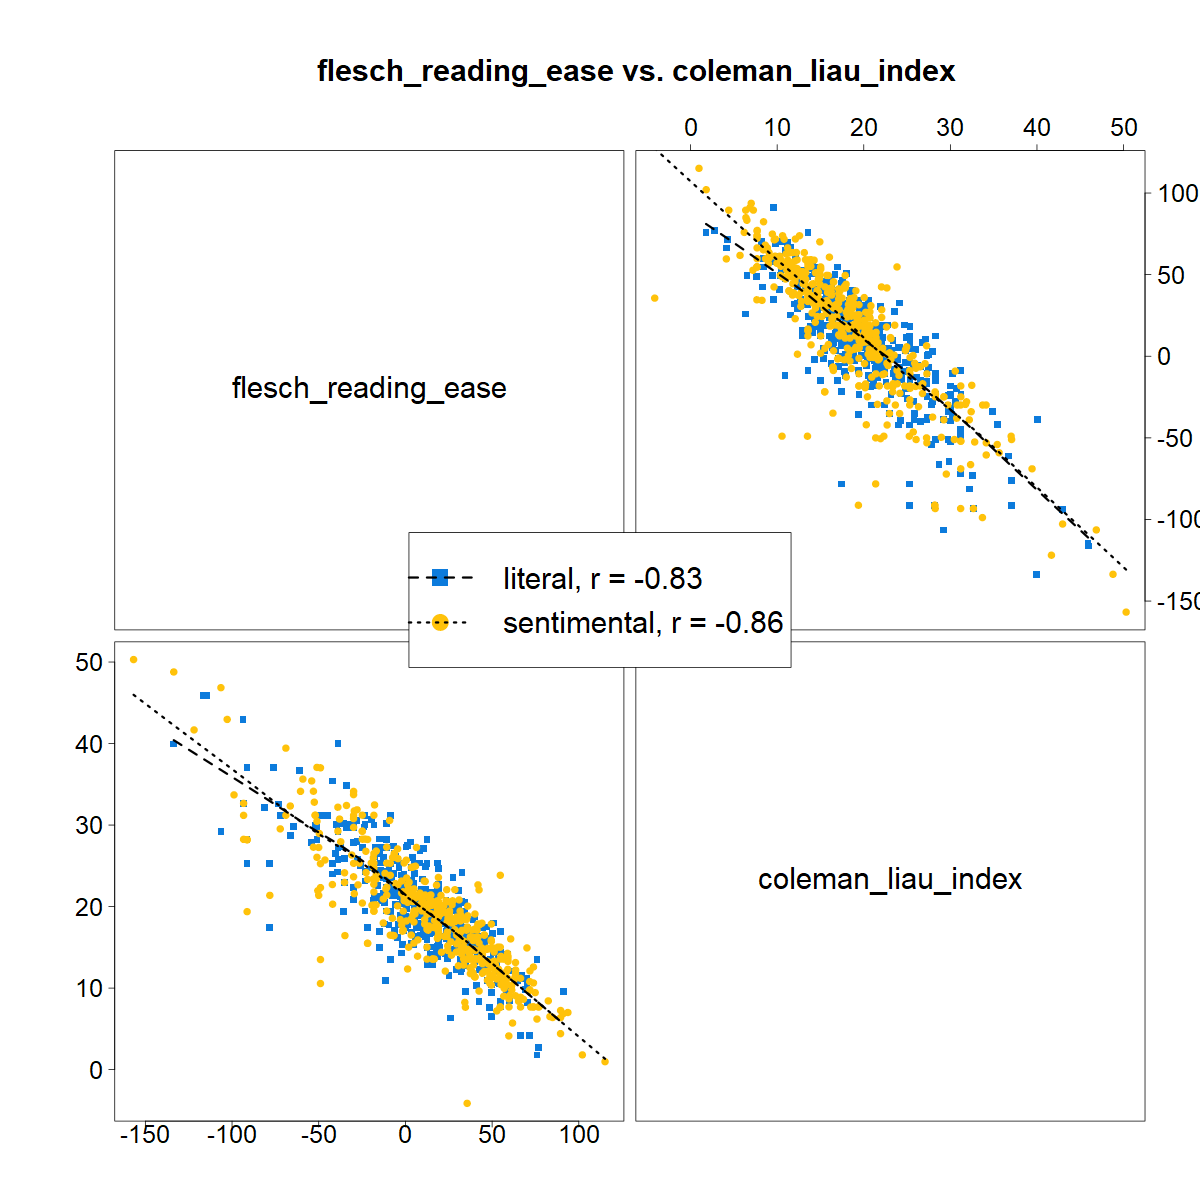 flesch_reading_ease vs. coleman_liau_index
0 10 20 30 40 50
100
50
0
-50
-100
-150
flesch_reading_ease
literal, r = -0.83
sentimental, r = -0.86
50
40
30
20
10
0
coleman_liau_index
-150 -100 -50 0 50 100